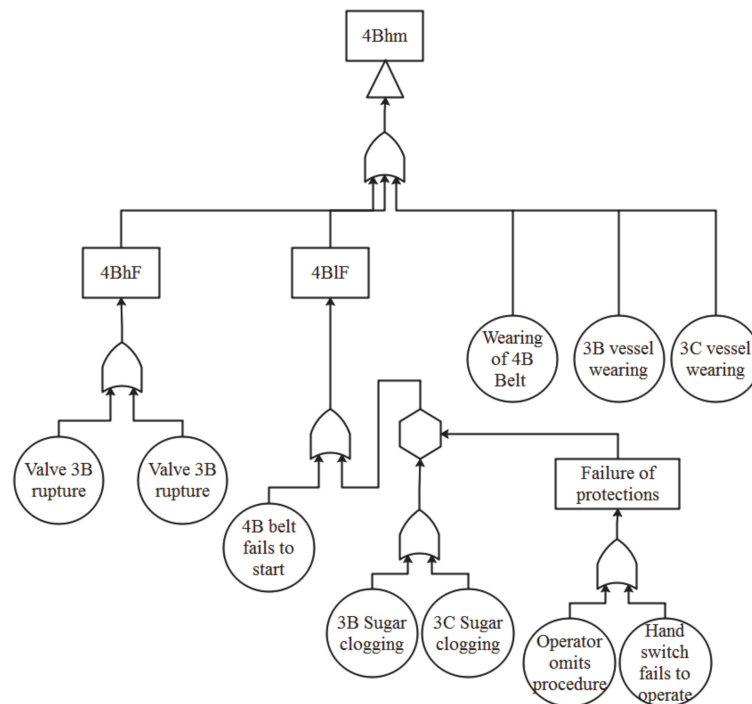 4Bhm
4BhF
4BlF
Wearing
of 4B
Belt
3B vessel
wearing
3C vessel
wearing
Valve 3B
rupture
Valve 3B
rupture
4B belt
fails to
start
Failure of
protections
3B Sugar
clogging
3C Sugar
clogging
Operator
omits
procedure
Hand
switch
fails to
operate